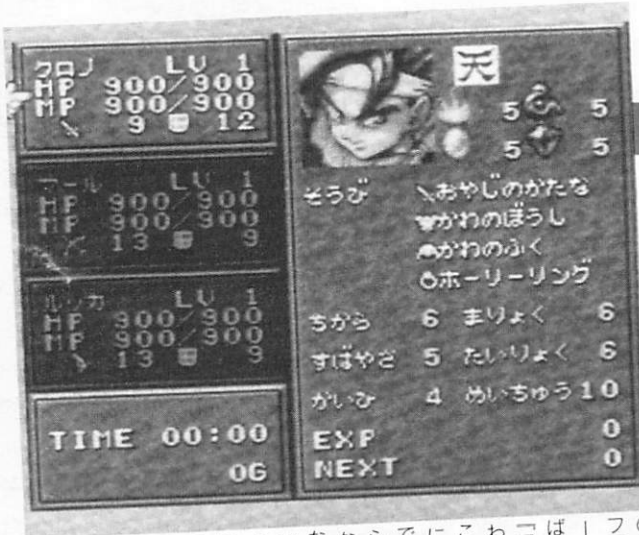 クロノ LV 1
HP 900/900
MP 900/900
9 12
マール LV 1
HP 900/900
MP 900/900
13 9
ルッカ LV 1
HP 900/900
MP 900/900
13 9
TIME 00:00
0G
天
5 5
5 5
そうび おやじのかたな
かわのぼうし
かわのふく
ホーリーリング
ちから 6 まりょく 6
すばやさ 5 たいりょく 6
かいひ 4 めいちゅう 10
EXP 0
NEXT 0